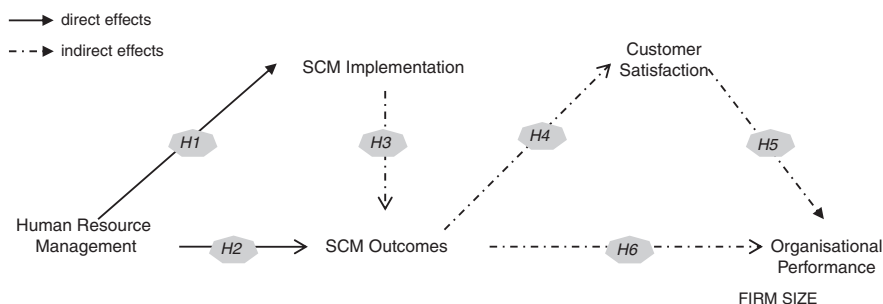 direct effects
indirect effects
SCM Implementation
Customer
Satisfaction
H1
H3
H4
H5
Human Resource
Management
H2
SCM Outcomes
H6
Organisational
Performance
FIRM SIZE